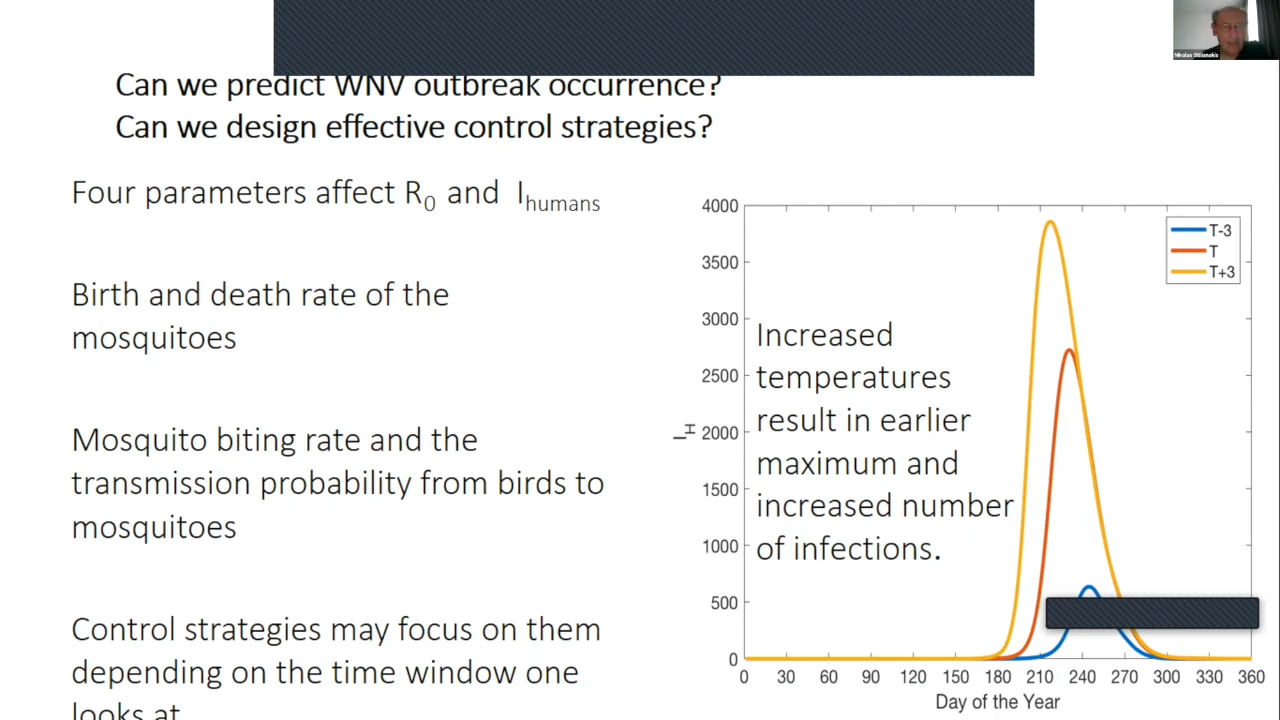 Nikolaos Stilianakis
Can we predict WNV outbreak occurrence?
Can we design effective control strategies?
Four parameters affect R0 and Ihumans
Birth and death rate of the
mosquitoes
Mosquito biting rate and the
transmission probability from birds to
mosquitoes
Control strategies may focus on them
depending on the time window one
looks at
4000
3500
3000
2500
2000
1500
1000
500
0
IH
T-3
T
T+3
Increased
temperatures
result in earlier
maximum and
increased number
of infections.
0 30 60 90 120 150 180 210 240 270 300 330 360
Day of the Year